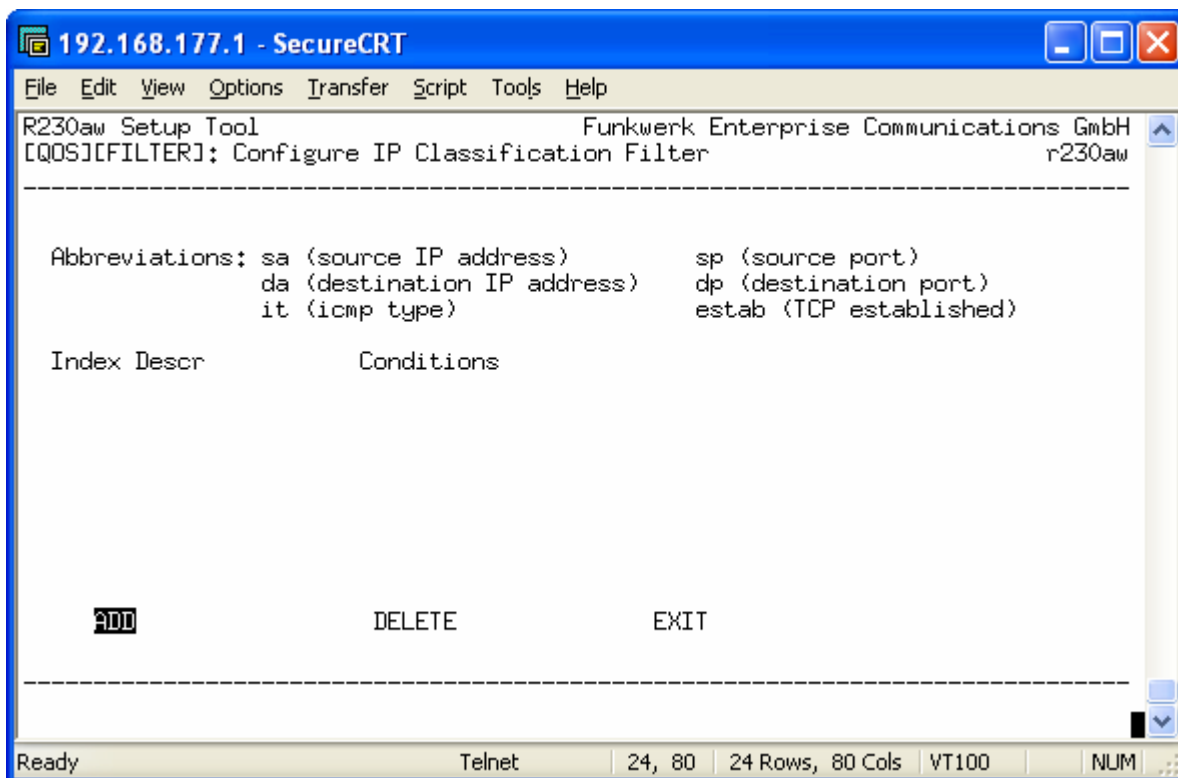 192.168.177.1 - SecureCRT
File Edit View Options Transfer Script Tools Help
R230aw Setup Tool Funkwerk Enterprise Communications GmbH
[QOS][FILTER]: Configure IP Classification Filter r230aw
Abbreviations: sa (source IP address) sp (source port)
da (destination IP address) dp (destination port)
it (icmp type) estab (TCP established)
Index Descr Conditions
ADD DELETE EXIT
Ready Telnet 24, 80 24 Rows, 80 Cols VT100 NUM